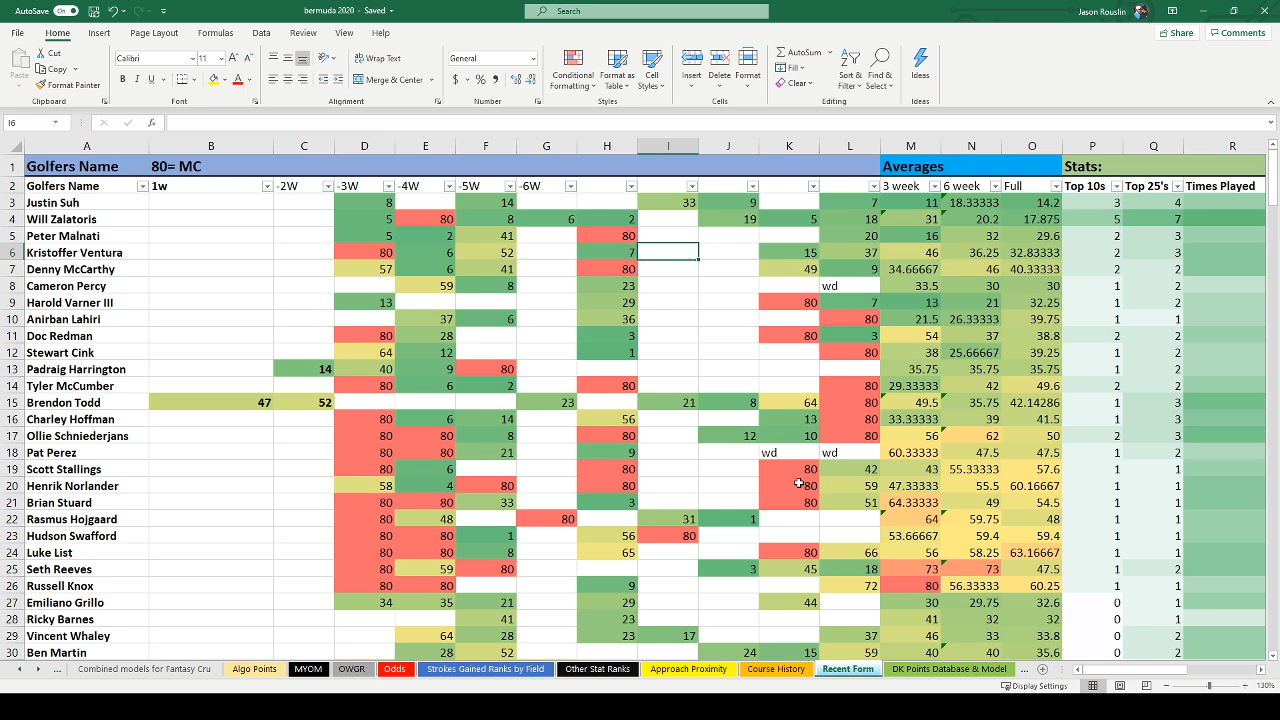 AutoSave On bermuda 2020 - Saved Search Jason Rouslin
File Home Insert Page Layout Formulas Data Review View Help Share Comments
Paste Cut Copy Format Painter Calibri 11 B I U Wrap Text Merge & Center General $ % Conditional Formatting Format as Table Cell Styles Insert Delete Format AutoSum Fill Clear Sort & Filter Find & Select Ideas
Clipboard Font Alignment Number Styles Cells Editing Ideas
I6 fx
A B C D E F G H I J K L M N O P Q R
1 Golfers Name 80= MC Averages Stats:
2 Golfers Name 1w -2W -3W -4W -5W -6W 3 week 6 week Full Top 10s Top 25's Times Played
3 Justin Suh 8 14 33 9 7 11 18.33333 14.2 3 4
4 Will Zalatoris 5 80 8 6 2 19 5 18 31 20.2 17.875 5 7
5 Peter Malnati 5 2 41 80 20 16 32 29.6 2 3
6 Kristoffer Ventura 80 6 52 7 15 37 46 36.25 32.83333 2 3
7 Denny McCarthy 57 6 41 80 49 9 34.66667 46 40.33333 2 2
8 Cameron Percy 59 8 23 wd 33.5 30 30 1 2
9 Harold Varner III 13 29 80 7 13 21 32.25 1 2
10 Anirban Lahiri 37 6 36 80 21.5 26.33333 39.75 1 1
11 Doc Redman 80 28 3 80 3 54 37 38.8 2 2
12 Stewart Cink 64 12 1 80 38 25.66667 39.25 1 2
13 Padraig Harrington 14 40 9 80 35.75 35.75 35.75 1 2
14 Tyler McCumber 80 6 2 80 80 29.33333 42 49.6 2 2
15 Brendon Todd 47 52 23 21 8 64 80 49.5 35.75 42.14286 1 3
16 Charley Hoffman 80 6 14 56 13 80 33.33333 39 41.5 1 3
17 Ollie Schniederjans 80 80 8 80 12 10 80 56 62 50 2 3
18 Pat Perez 80 80 21 9 wd wd 60.33333 47.5 47.5 1 2
19 Scott Stallings 80 6 80 80 42 43 55.33333 57.6 1 1
20 Henrik Norlander 58 4 80 80 80 59 47.33333 55.5 60.16667 1 1
21 Brian Stuard 80 80 33 3 80 51 64.33333 49 54.5 1 1
22 Rasmus Hojgaard 80 48 80 31 1 64 59.75 48 1 1
23 Hudson Swafford 80 80 1 56 80 53.66667 59.4 59.4 1 1
24 Luke List 80 80 8 65 80 66 56 58.25 63.16667 1 1
25 Seth Reeves 80 59 80 3 45 18 73 73 47.5 1 2
26 Russell Knox 80 80 9 72 80 56.33333 60.25 1 1
27 Emiliano Grillo 34 35 21 29 44 30 29.75 32.6 0 1
28 Ricky Barnes 41 23 41 32 32 0 1
29 Vincent Whaley 64 28 23 17 37 46 33 33.8 0 2
30 Ben Martin 28 52 24 15 59 40 40 35.6 0 2
... Combined models for Fantasy Cru Algo Points MYOM OWGR Odds Strokes Gained Ranks by Field Other Stat Ranks Approach Proximity Course History Recent Form DK Points Database & Model ...
Display Settings 130%